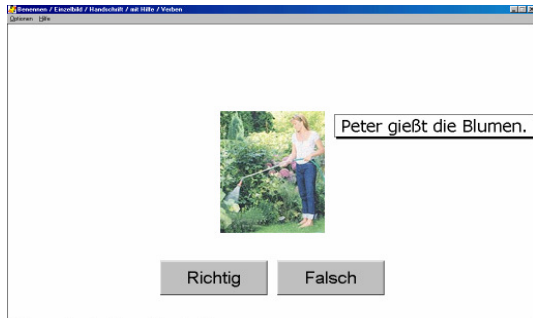 Benennen / Einzelbild / Handschrift / mit Hilfe / Verben
Optionen Hilfe
Peter gießt die Blumen.
Richtig Falsch